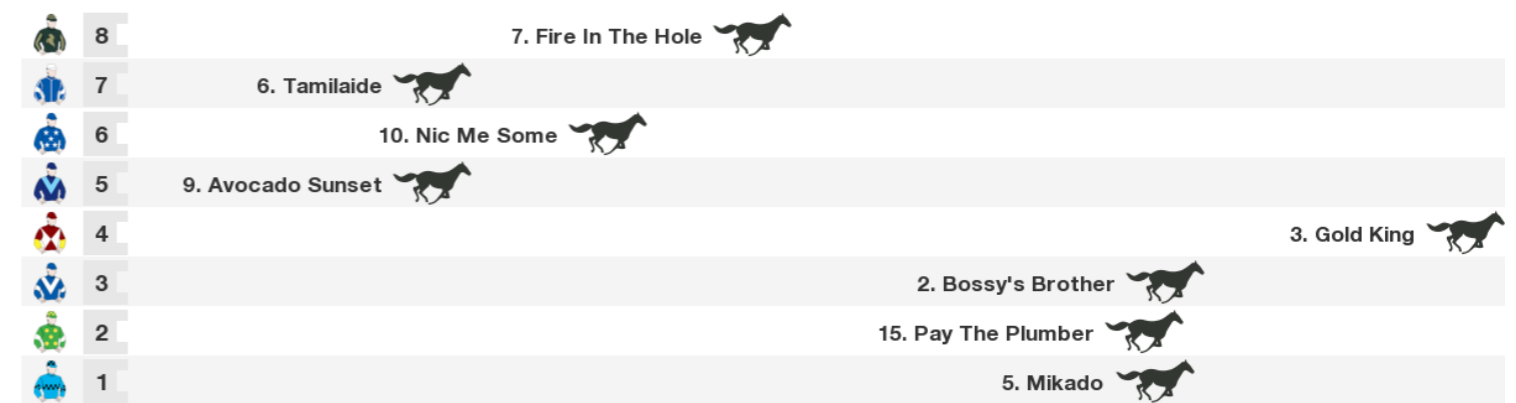 8 7. Fire In The Hole
7 6. Tamilaide
6 10. Nic Me Some
5 9. Avocado Sunset
4 3. Gold King
3 2. Bossy's Brother
2 15. Pay The Plumber
1 5. Mikado